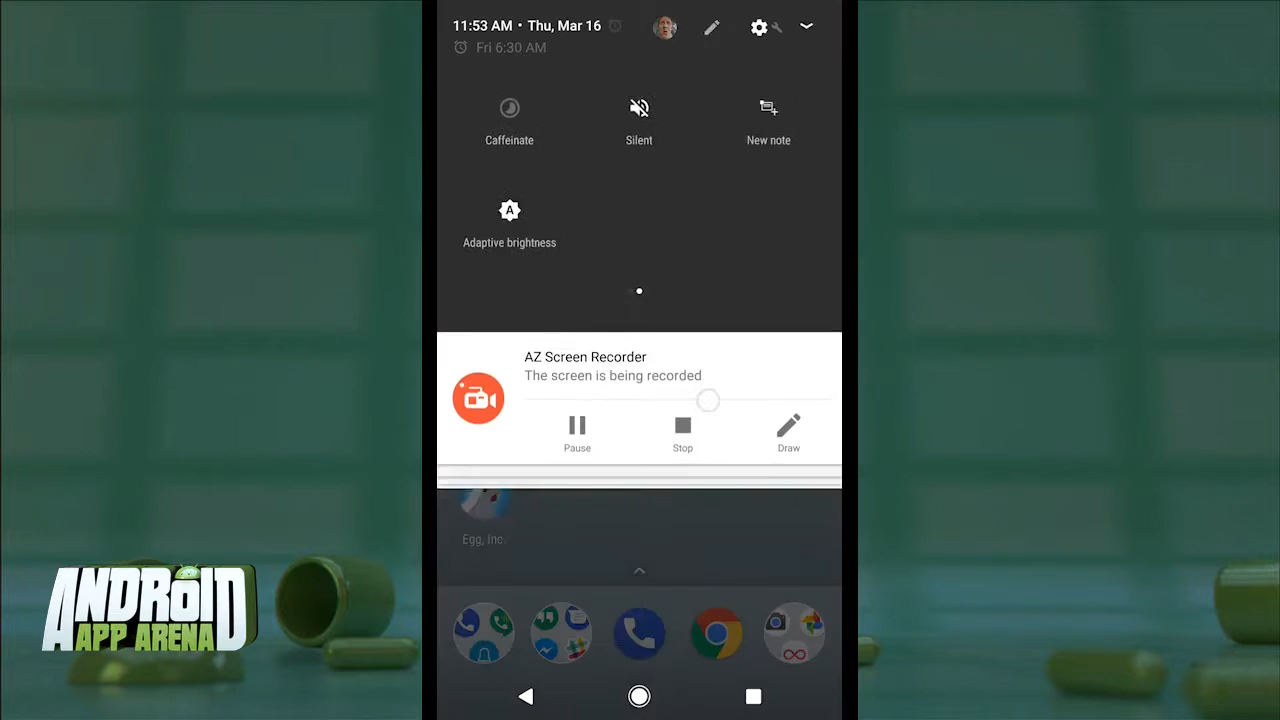 11:53 AM • Thu, Mar 16
Fri 6:30 AM
Caffeinate
Silent
New note
A
Adaptive brightness
AZ Screen Recorder
The screen is being recorded
Pause
Stop
Draw
Egg, Inc.
ANDROID
APP ARENA